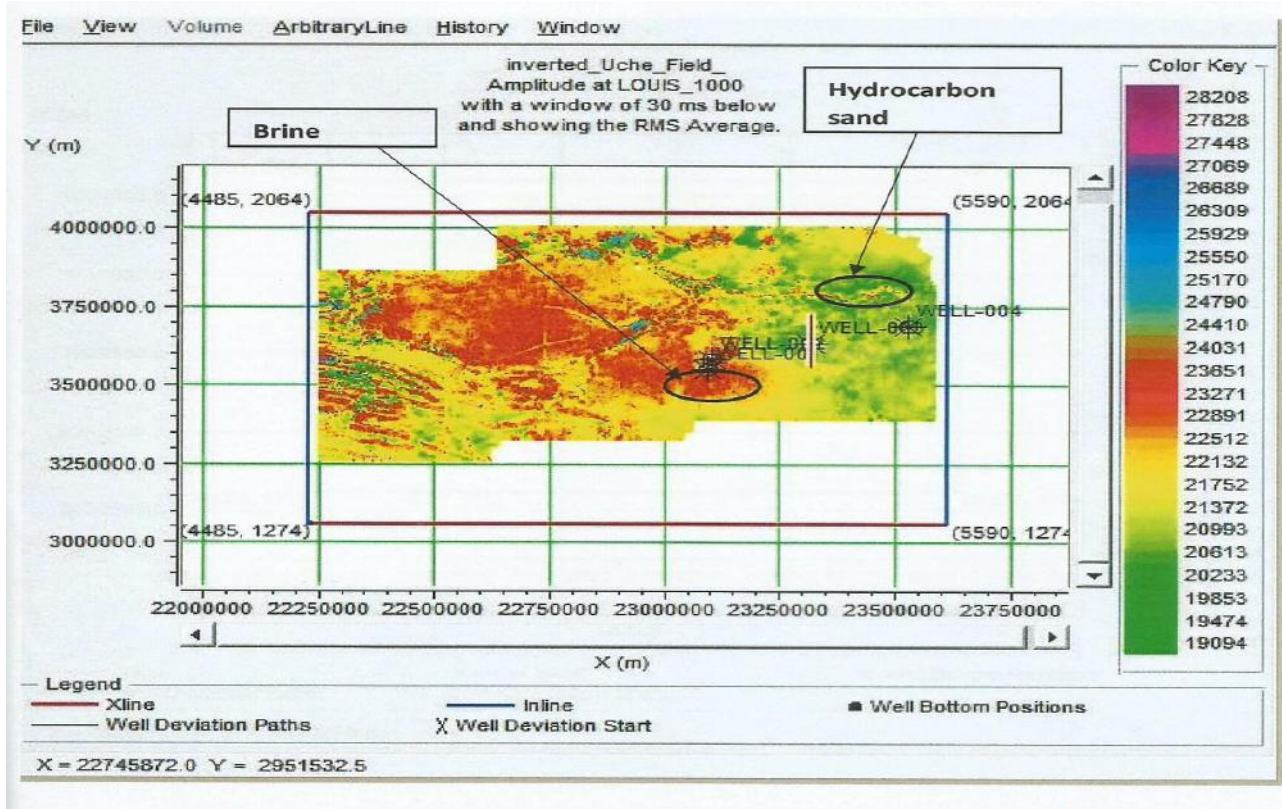 File View Volume ArbitraryLine History Window
inverted_Uche_Field_
Amplitude at LOUIS_1000
with a window of 30 ms below
and showing the RMS Average.
Brine
Hydrocarbon
sand
Color Key
28208
27828
27448
27069
26689
26309
25929
25550
25170
24790
24410
24031
23651
23271
22891
22512
22132
21752
21372
20993
20613
20233
19853
19474
19094
Y (m)
(4485, 2064)
(5590, 2064
4000000.0
3750000.0
3500000.0
3250000.0
3000000.0
WELL-004
(4485, 1274)
(5590, 1274
22000000 22250000 22500000 22750000 23000000 23250000 23500000 23750000
X (m)
Legend
Xline
Inline
Well Bottom Positions
Well Deviation Paths
Well Deviation Start
X = 22745872.0 Y = 2951532.5